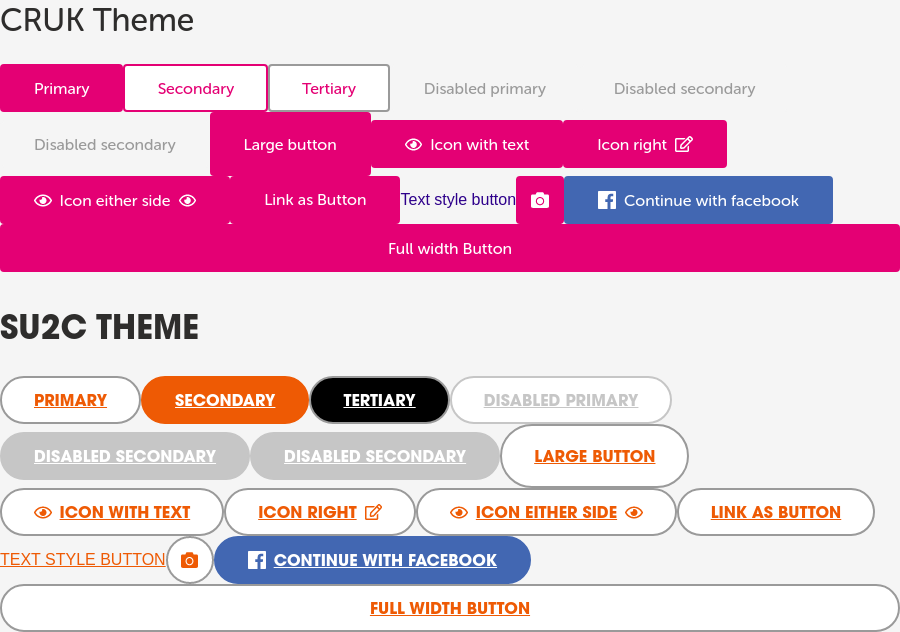 CRUK Theme
Primary Secondary Tertiary Disabled primary Disabled secondary
Disabled secondary Large button Icon with text Icon right
Icon either side Link as Button Text style button Continue with facebook
Full width Button
SU2C THEME
PRIMARY SECONDARY TERTIARY DISABLED PRIMARY
DISABLED SECONDARY DISABLED SECONDARY LARGE BUTTON
ICON WITH TEXT ICON RIGHT ICON EITHER SIDE LINK AS BUTTON
TEXT STYLE BUTTON CONTINUE WITH FACEBOOK
FULL WIDTH BUTTON